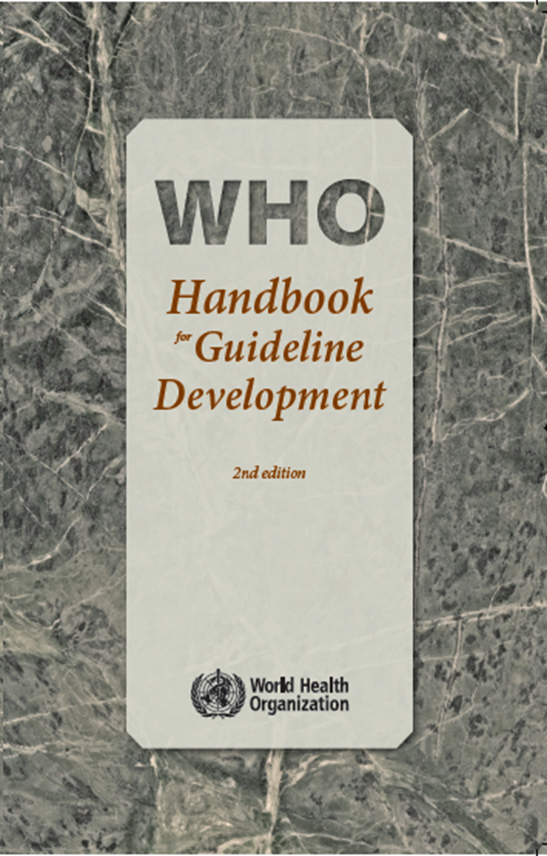 WHO
Handbook
for Guideline
Development
2nd edition
World Health
Organization